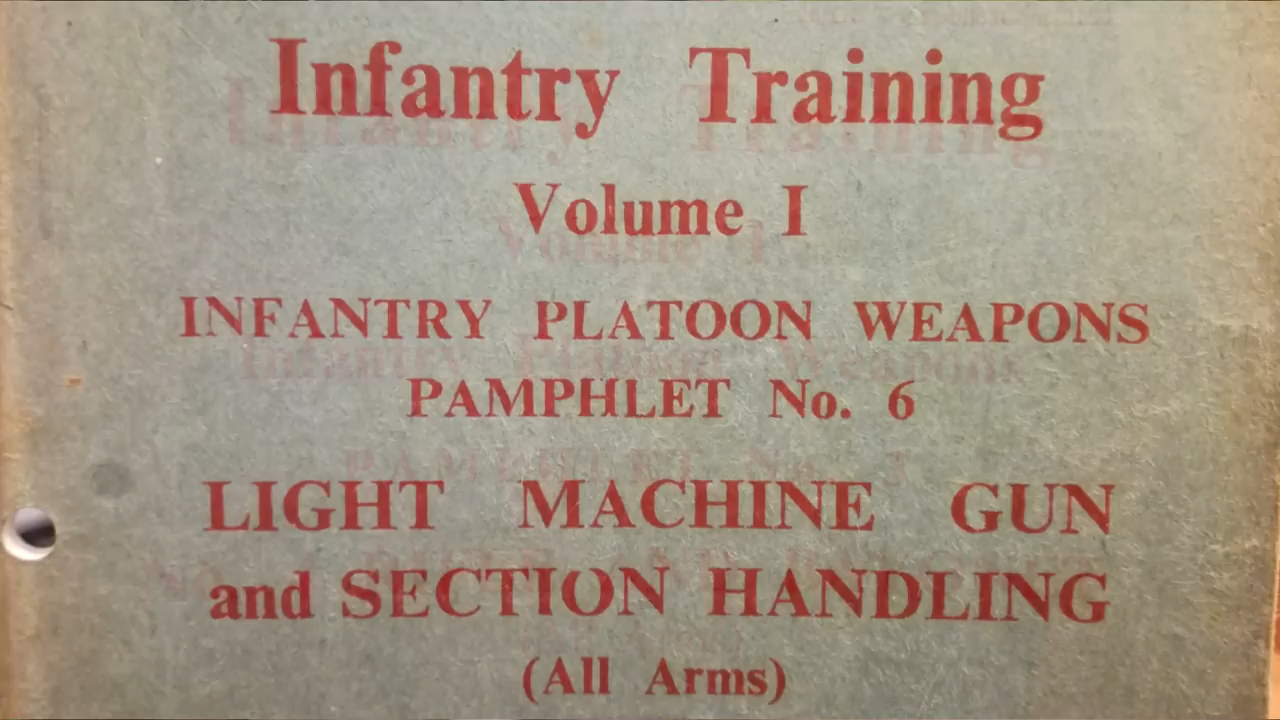 Infantry Training
Volume I
INFANTRY PLATOON WEAPONS
PAMPHLET No. 6
LIGHT MACHINE GUN
and SECTION HANDLING
(All Arms)